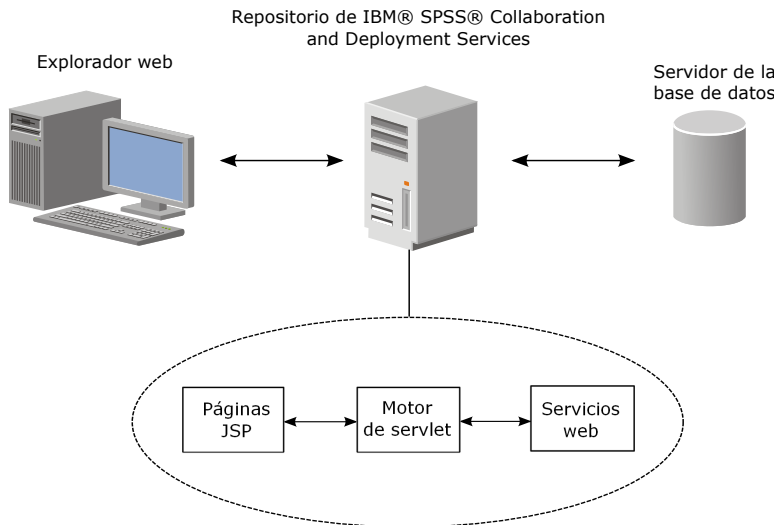 Repositorio de IBM® SPSS® Collaboration
and Deployment Services
Explorador web
Servidor de la
base de datos
Páginas
JSP
Motor
de servlet
Servicios
web